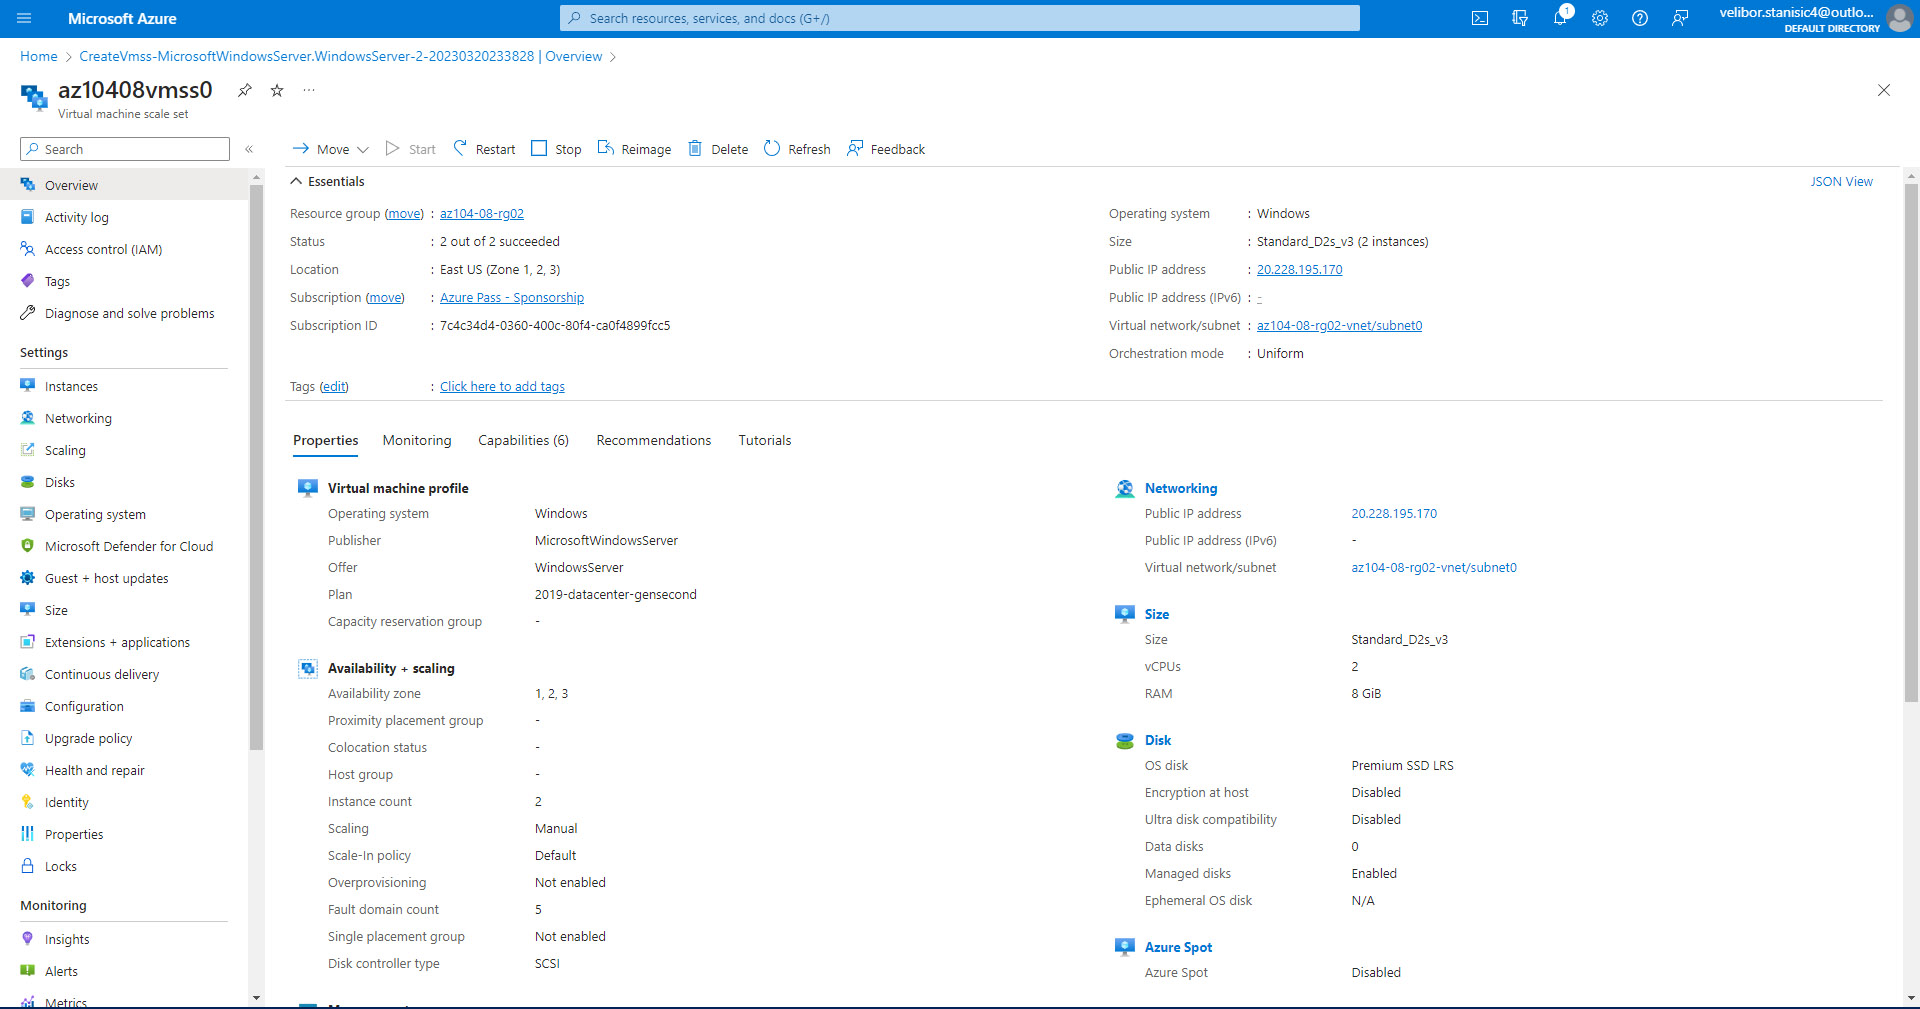 Microsoft Azure
Search resources, services, and docs (G+/)
1
velibor.stanisic4@outlo...
DEFAULT DIRECTORY
Home > CreateVmss-MicrosoftWindowsServer.WindowsServer-2-20230320233828 | Overview >
az10408vmss0
Virtual machine scale set
Search
Move
Start
Restart
Stop
Reimage
Delete
Refresh
Feedback
Overview
Activity log
Access control (IAM)
Tags
Diagnose and solve problems
Settings
Instances
Networking
Scaling
Disks
Operating system
Microsoft Defender for Cloud
Guest + host updates
Size
Extensions + applications
Continuous delivery
Configuration
Upgrade policy
Health and repair
Identity
Properties
Locks
Monitoring
Insights
Alerts
Metrics
Essentials
JSON View
Resource group (move) : az104-08-rg02
Status : 2 out of 2 succeeded
Location : East US (Zone 1, 2, 3)
Subscription (move) : Azure Pass - Sponsorship
Subscription ID : 7c4c34d4-0360-400c-80f4-ca0f4899fcc5
Operating system : Windows
Size : Standard_D2s_v3 (2 instances)
Public IP address : 20.228.195.170
Public IP address (IPv6) : -
Virtual network/subnet : az104-08-rg02-vnet/subnet0
Orchestration mode : Uniform
Tags (edit) : Click here to add tags
Properties
Monitoring
Capabilities (6)
Recommendations
Tutorials
Virtual machine profile
Operating system Windows
Publisher MicrosoftWindowsServer
Offer WindowsServer
Plan 2019-datacenter-gensecond
Capacity reservation group -
Availability + scaling
Availability zone 1, 2, 3
Proximity placement group -
Colocation status -
Host group -
Instance count 2
Scaling Manual
Scale-In policy Default
Overprovisioning Not enabled
Fault domain count 5
Single placement group Not enabled
Disk controller type SCSI
Networking
Public IP address 20.228.195.170
Public IP address (IPv6) -
Virtual network/subnet az104-08-rg02-vnet/subnet0
Size
Size Standard_D2s_v3
vCPUs 2
RAM 8 GiB
Disk
OS disk Premium SSD LRS
Encryption at host Disabled
Ultra disk compatibility Disabled
Data disks 0
Managed disks Enabled
Ephemeral OS disk N/A
Azure Spot
Azure Spot Disabled